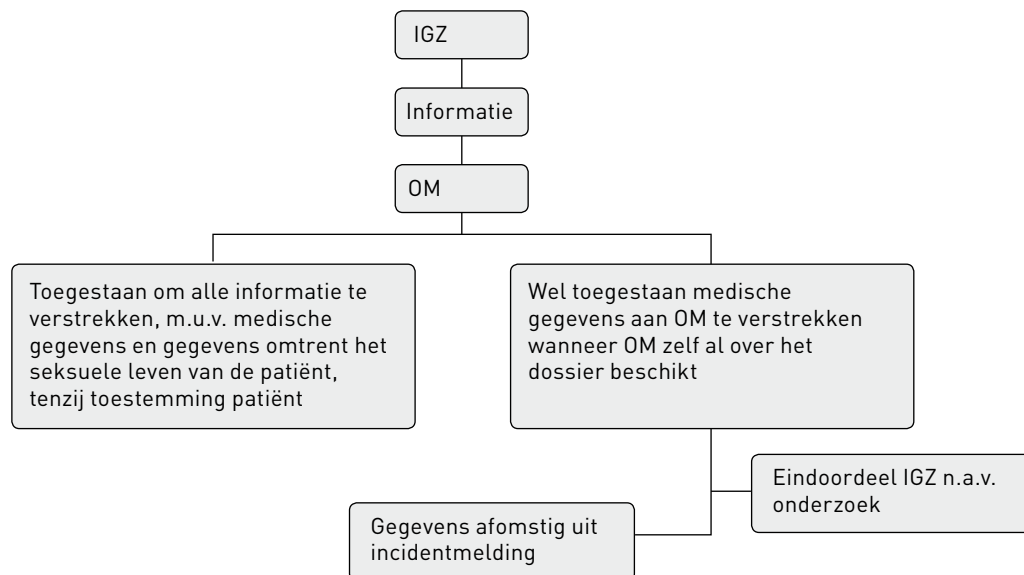 IGZ
Informatie
OM
Toegestaan om alle informatie te
verstrekken, m.u.v. medische
gegevens en gegevens omtrent het
seksuele leven van de patiënt,
tenzij toestemming patiënt
Wel toegestaan medische
gegevens aan OM te verstrekken
wanneer OM zelf al over het
dossier beschikt
Eindoordeel IGZ n.a.v.
onderzoek
Gegevens afomstig uit
incidentmelding